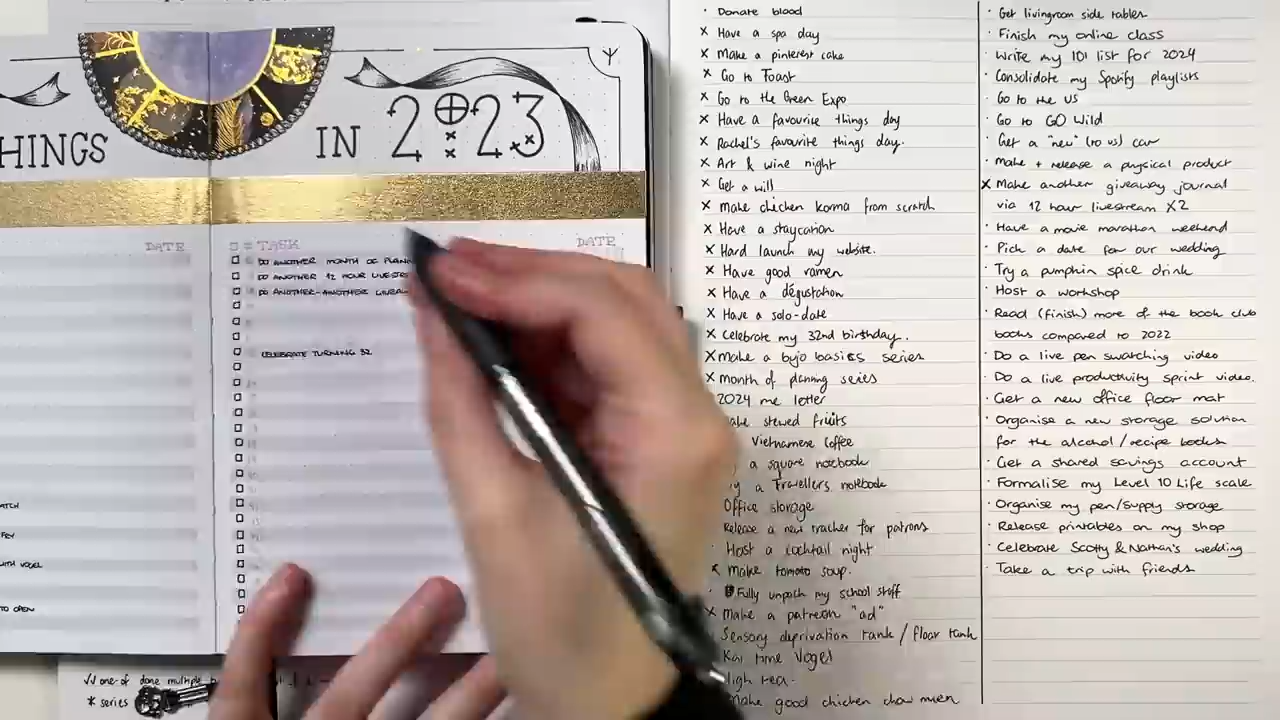 HINGS IN 2023
DATE
TASK
DATE
DO ANOTHER MONTH OF
DO ANOTHER 12 HOUR
DO ANOTHER-ANOTHER
CELEBRATE TURNING 32
WITH VOGEL
TO OPEN
one-of done
* series
· Donate blood
x Have a spa day
x Make a pinterest cake
x Go to Toast
x Go to the Green Expo
x Have a favourite things day
x Rachel's favourite things day.
x Art & wine night
x Get a will
x Make chicken korma from scratch
x Have a staycation
x Hard launch my website.
x Have good ramen
x Have a dégustation
x Have a solo-date
x Celebrate my 32nd birthday.
x Make a bujo basics series
x month of planning series
2024 me letter
stewed fruits
Vietnamese Coffee
a square notebook
a Travellers notebook
Office storage
Release a new tracker for patrons
· Host a cocktail night
x Make tomato soup.
· Fully unpack my school stuff
x Make a patreon "ad"
Sensory deprivation tank / float tank
Kai time Vogel
High tea.
Make good chicken chow mien
· Get livingroom side tables
· Finish my online class
· Write my 101 list for 2024
· Consolidate my Spotify playlists
· Go to the US
· Go to GO Wild
· Get a "new" (to us) car
· Make + release a physical product
x Make another giveaway journal
via 12 hour livestream x2
· Have a movie marathon weekend
· Pick a date for our wedding
· Try a pumpkin spice drink
· Host a workshop
· Read (finish) more of the book club
books compared to 2022
· Do a live pen swatching video
· Do a live productivity sprint video.
· Get a new office floor mat
· Organise a new storage solution
for the alcohol/recipe books
· Get a shared savings account
· Formalise my Level 10 Life scale
· Organise my pen/supply storage
· Release printables on my shop
· Celebrate Scotty & Nathan's wedding
· Take a trip with friends